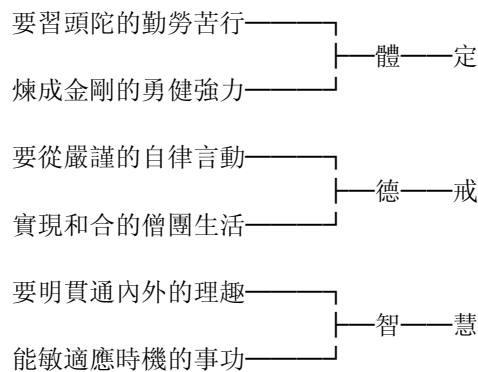 要習頭陀的勤勞苦行
體 定
煉成金剛的勇健強力
要從嚴謹的自律言動
德 戒
實現和合的僧團生活
要明貫通內外的理趣
智 慧
能敏適應時機的事功